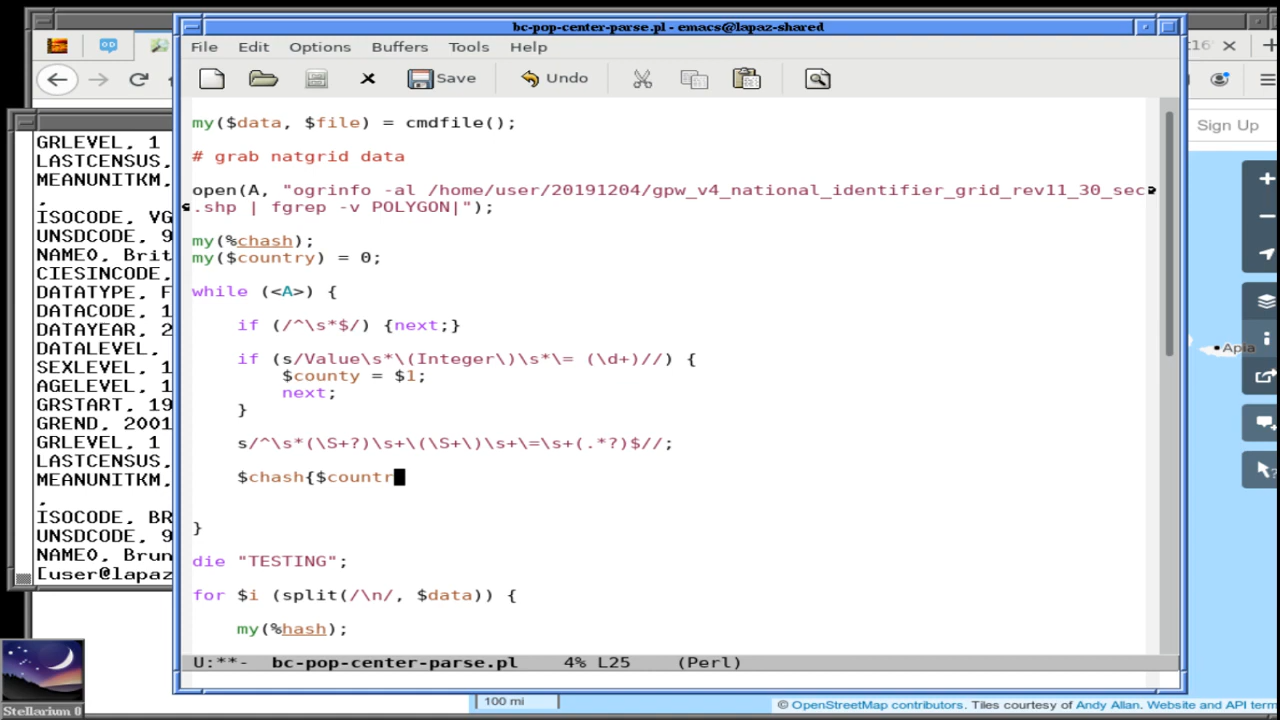 bc-pop-center-parse.pl - emacs@lapaz-shared
File Edit Options Buffers Tools Help
Save Undo
my($data, $file) = cmdfile();
# grab natgrid data
open(A, "ogrinfo -al /home/user/20191204/gpw_v4_national_identifier_grid_rev11_30_sec
.shp | fgrep -v POLYGON|");
my(%chash);
my($country) = 0;
while (<A>) {
if (/^\s*$/) {next;}
if (s/Value\s*\(Integer\)\s*\= (\d+)//) {
$county = $1;
next;
}
s/^\s*(\S+?)\s+\(\S+\)\s+\=\s+(.*?)$//;
$chash{$countr
}
die "TESTING";
for $i (split(/\n/, $data)) {
my(%hash);
U:**- bc-pop-center-parse.pl 4% L25 (Perl)
GRLEVEL, 1
LASTCENSUS,
MEANUNITKM,
,
ISOCODE, VG
UNSDCODE, 9
NAME0, Brit
CIESINCODE,
DATATYPE, F
DATACODE, 1
DATAYEAR, 2
DATALEVEL,
SEXLEVEL, 1
AGELEVEL, 1
GRSTART, 19
GREND, 2001
GRLEVEL, 1
LASTCENSUS,
MEANUNITKM,
,
ISOCODE, BR
UNSDCODE, 9
NAME0, Brun
[user@lapaz
Stellarium 0
Sign Up
Apia
100 mi
© OpenStreetMap contributors. Tiles courtesy of Andy Allan. Website and API term